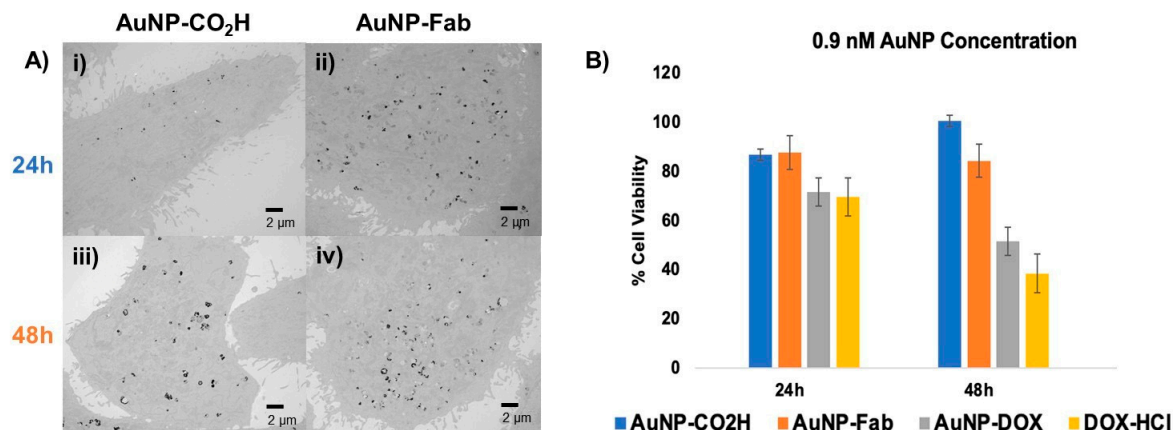 AuNP-CO₂H AuNP-Fab
A) i) ii)
24h
2 μm 2 μm
iii) iv)
48h
2 μm 2 μm
B)
0.9 nM AuNP Concentration
% Cell Viability
120
100
80
60
40
20
0
24h 48h
AuNP-CO2H AuNP-Fab AuNP-DOX DOX-HCl